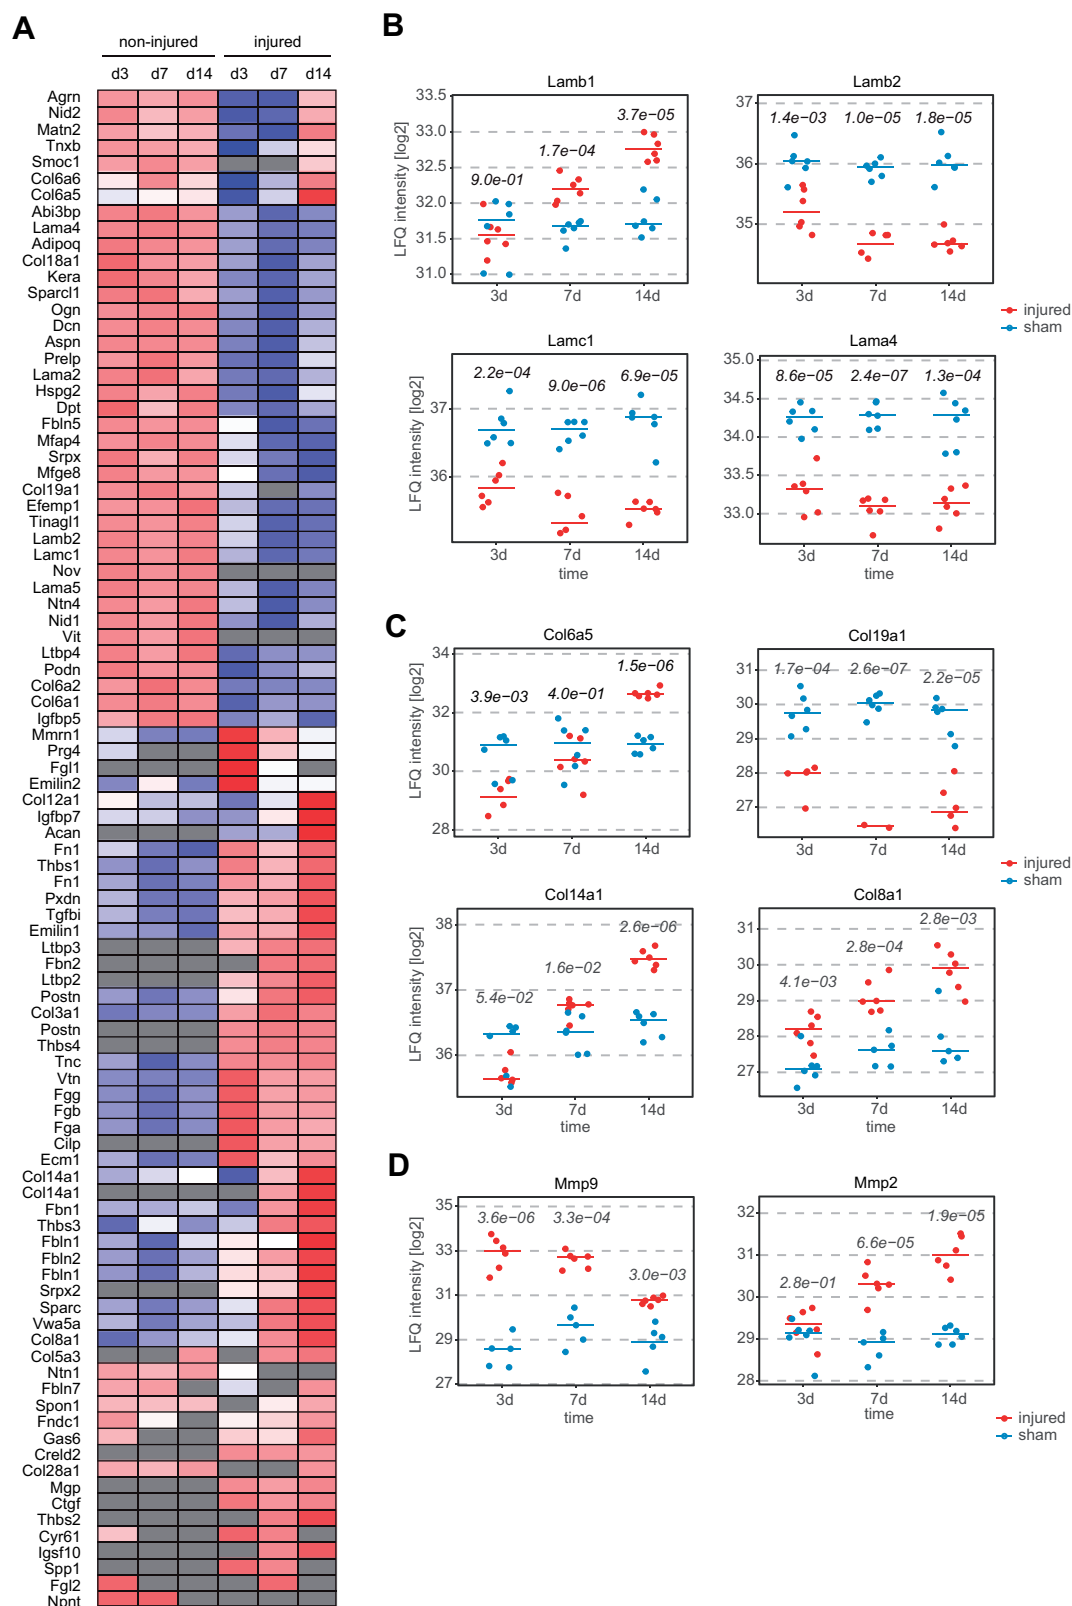 A
non-injured injured
d3 d7 d14 d3 d7 d14
Agrn
Nid2
Matn2
Tnxb
Smoc1
Col6a6
Col6a5
Abi3bp
Lama4
Adipoq
Col18a1
Kera
Sparcl1
Ogn
Dcn
Aspn
Prelp
Lama2
Hspg2
Dpt
Fbln5
Mfap4
Srpx
Mfge8
Col19a1
Efemp1
Tinagl1
Lamb2
Lamc1
Nov
Lama5
Ntn4
Nid1
Vit
Ltbp4
Podn
Col6a2
Col6a1
Igfbp5
Mmrn1
Prg4
Fgl1
Emilin2
Col12a1
Igfbp7
Acan
Fn1
Thbs1
Fn1
Pxdn
Tgfbi
Emilin1
Ltbp3
Fbn2
Ltbp2
Postn
Col3a1
Postn
Thbs4
Tnc
Vtn
Fgg
Fgb
Fga
Cilp
Ecm1
Col14a1
Col14a1
Fbn1
Thbs3
Fbln1
Fbln2
Fbln1
Srpx2
Sparc
Vwa5a
Col8a1
Col5a3
Ntn1
Fbln7
Spon1
Fndc1
Gas6
Creld2
Col28a1
Mgp
Ctgf
Thbs2
Cyr61
Igsf10
Spp1
Fgl2
Npnt
B
Lamb1
LFQ intensity [log2]
33.5
33.0
32.5
32.0
31.5
31.0
9.0e−01
1.7e−04
3.7e−05
3d 7d 14d
Lamb2
37
36
35
1.4e−03 1.0e−05 1.8e−05
3d 7d 14d
injured
sham
Lamc1
LFQ intensity [log2]
37
36
2.2e−04 9.0e−06 6.9e−05
3d 7d 14d
time
Lama4
35.0
34.5
34.0
33.5
33.0
8.6e−05 2.4e−07 1.3e−04
3d 7d 14d
time
C
Col6a5
LFQ intensity [log2]
34
32
30
28
3.9e−03 4.0e−01 1.5e−06
3d 7d 14d
Col19a1
31
30
29
28
27
1.7e−04 2.6e−07 2.2e−05
3d 7d 14d
injured
sham
Col14a1
LFQ intensity [log2]
38
37
36
5.4e−02 1.6e−02 2.6e−06
3d 7d 14d
time
Col8a1
31
30
29
28
27
4.1e−03 2.8e−04 2.8e−03
3d 7d 14d
time
D
Mmp9
LFQ intensity [log2]
35
33
31
29
27
3.6e−06 3.3e−04 3.0e−03
3d 7d 14d
time
Mmp2
32
31
30
29
28
2.8e−01 6.6e−05 1.9e−05
3d 7d 14d
time
injured
sham